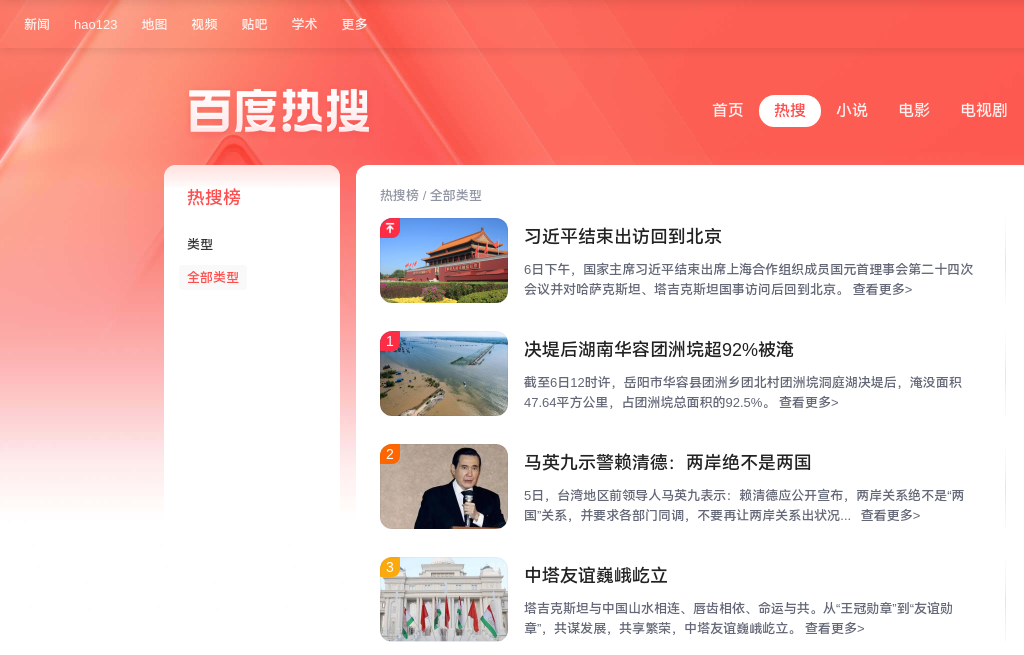 新闻 hao123 地图 视频 贴吧 学术 更多
百度热搜
首页 热搜 小说 电影 电视剧
热搜榜
类型
全部类型
热搜榜 / 全部类型
习近平结束出访回到北京
6日下午，国家主席习近平结束出席上海合作组织成员国元首理事会第二十四次
会议并对哈萨克斯坦、塔吉克斯坦国事访问后回到北京。 查看更多>
1
决堤后湖南华容团洲垸超92%被淹
截至6日12时许，岳阳市华容县团洲乡团北村团洲垸洞庭湖决堤后，淹没面积
47.64平方公里，占团洲垸总面积的92.5%。 查看更多>
2
马英九示警赖清德：两岸绝不是两国
5日，台湾地区前领导人马英九表示：赖清德应公开宣布，两岸关系绝不是“两
国”关系，并要求各部门同调，不要再让两岸关系出状况... 查看更多>
3
中塔友谊巍峨屹立
塔吉克斯坦与中国山水相连、唇齿相依、命运与共。从“王冠勋章”到“友谊勋
章”，共谋发展，共享繁荣，中塔友谊巍峨屹立。 查看更多>